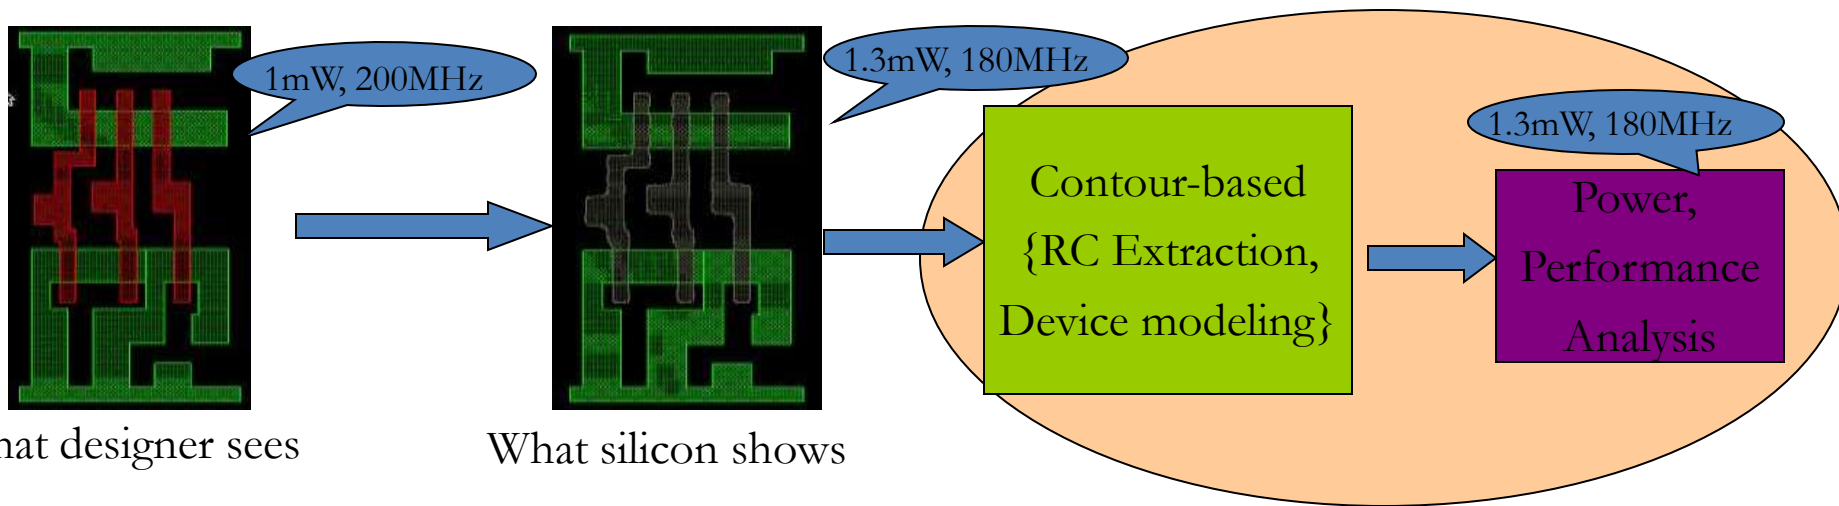 1mW, 200MHz
1.3mW, 180MHz
1.3mW, 180MHz
Contour-based
{RC Extraction,
Device modeling}
Power,
Performance
Analysis
hat designer sees
What silicon shows